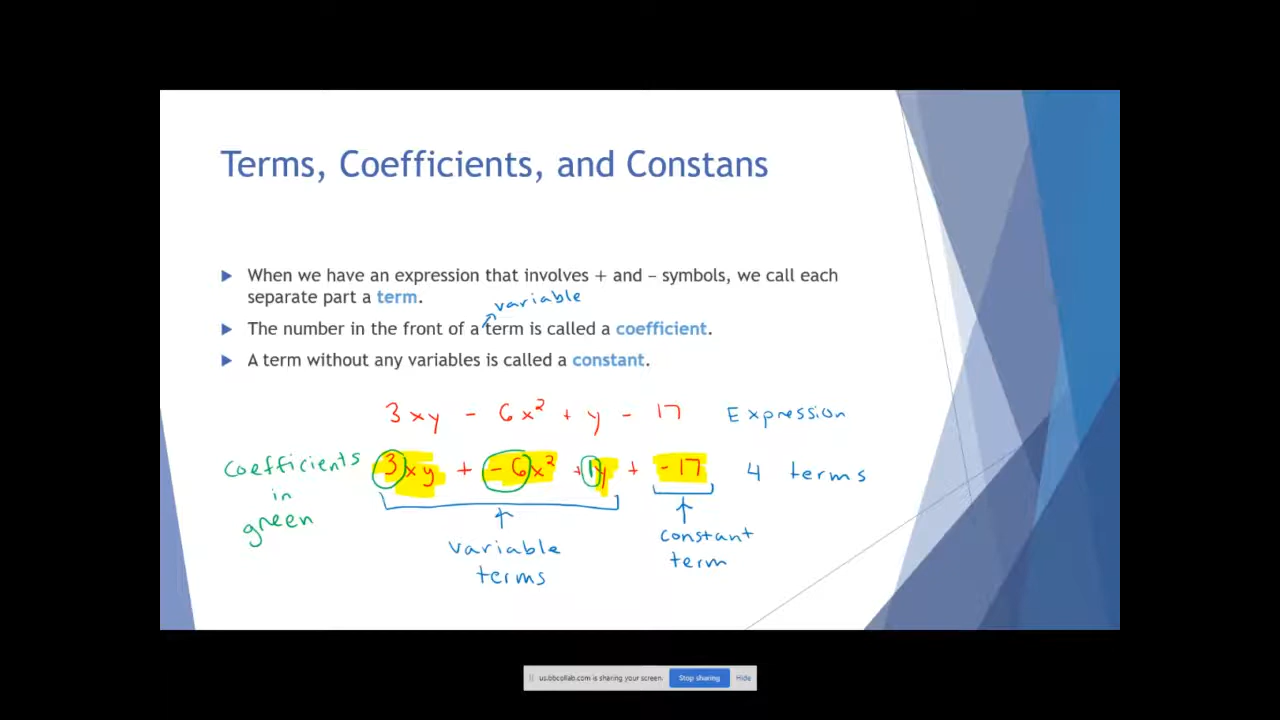 Terms, Coefficients, and Constans
When we have an expression that involves + and – symbols, we call each
separate part a term.
variable
The number in the front of a term is called a coefficient.
A term without any variables is called a constant.
3xy - 6x² + y - 17 Expression
Coefficients in green
3xy + -6x² + 1y + -17 4 terms
variable terms
constant term
us.bbcollab.com is sharing your screen. Stop sharing Hide